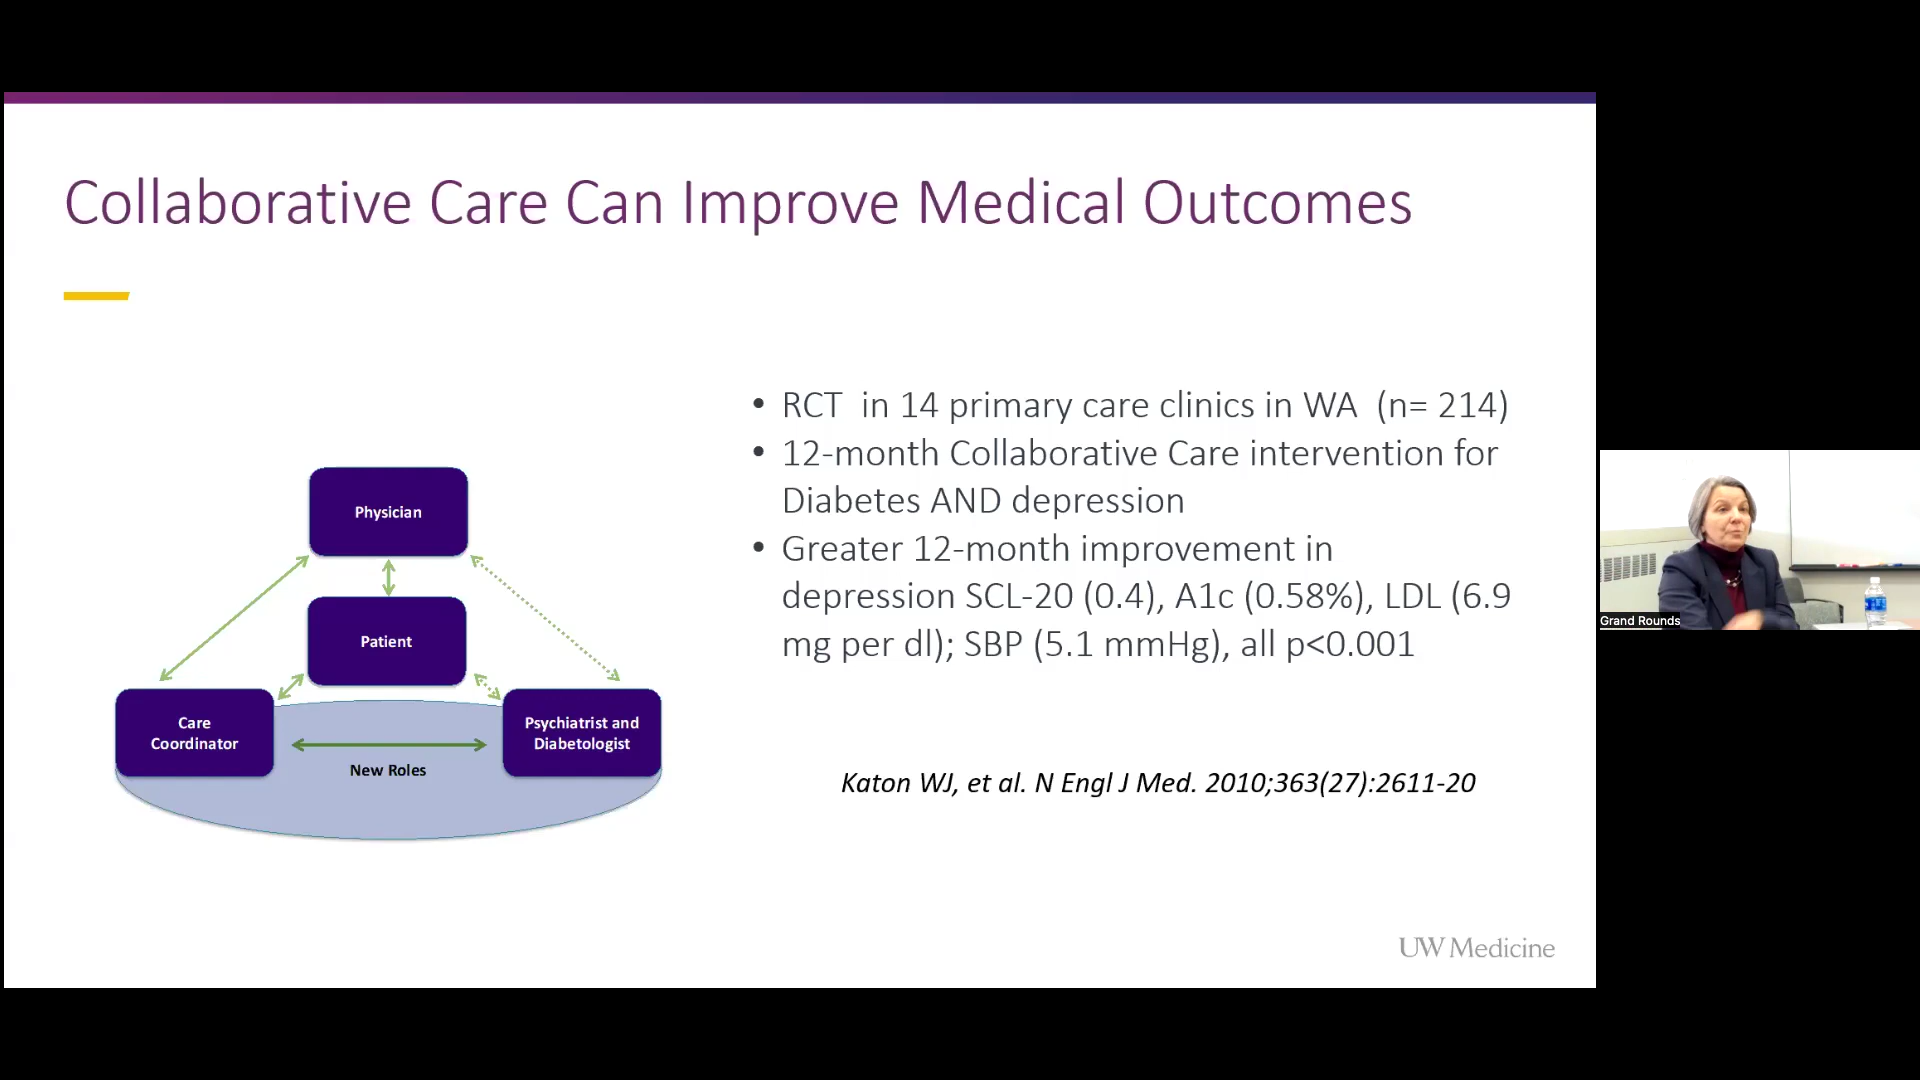 Collaborative Care Can Improve Medical Outcomes
• RCT  in 14 primary care clinics in WA  (n= 214)
• 12-month Collaborative Care intervention for
Diabetes AND depression
• Greater 12-month improvement in
depression SCL-20 (0.4), A1c (0.58%), LDL (6.9
mg per dl); SBP (5.1 mmHg), all p<0.001
Physician
Patient
Care
Coordinator
Psychiatrist and
Diabetologist
New Roles
Katon WJ, et al. N Engl J Med. 2010;363(27):2611-20
UW Medicine
Grand Rounds